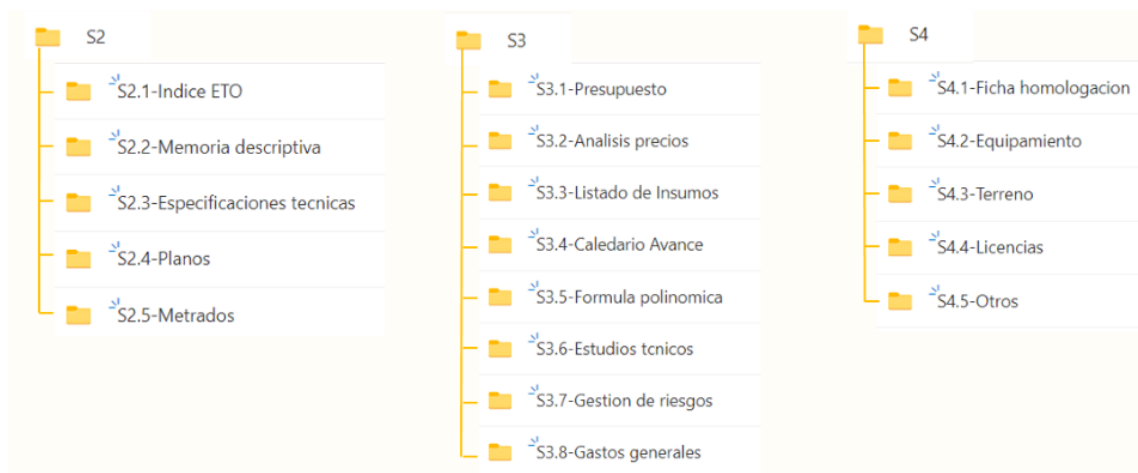 S2
S2.1-Indice ETO
S2.2-Memoria descriptiva
S2.3-Especificaciones tecnicas
S2.4-Planos
S2.5-Metrados
S3
S3.1-Presupuesto
S3.2-Analisis precios
S3.3-Listado de Insumos
S3.4-Caledario Avance
S3.5-Formula polinomica
S3.6-Estudios tcnicos
S3.7-Gestion de riesgos
S3.8-Gastos generales
S4
S4.1-Ficha homologacion
S4.2-Equipamiento
S4.3-Terreno
S4.4-Licencias
S4.5-Otros